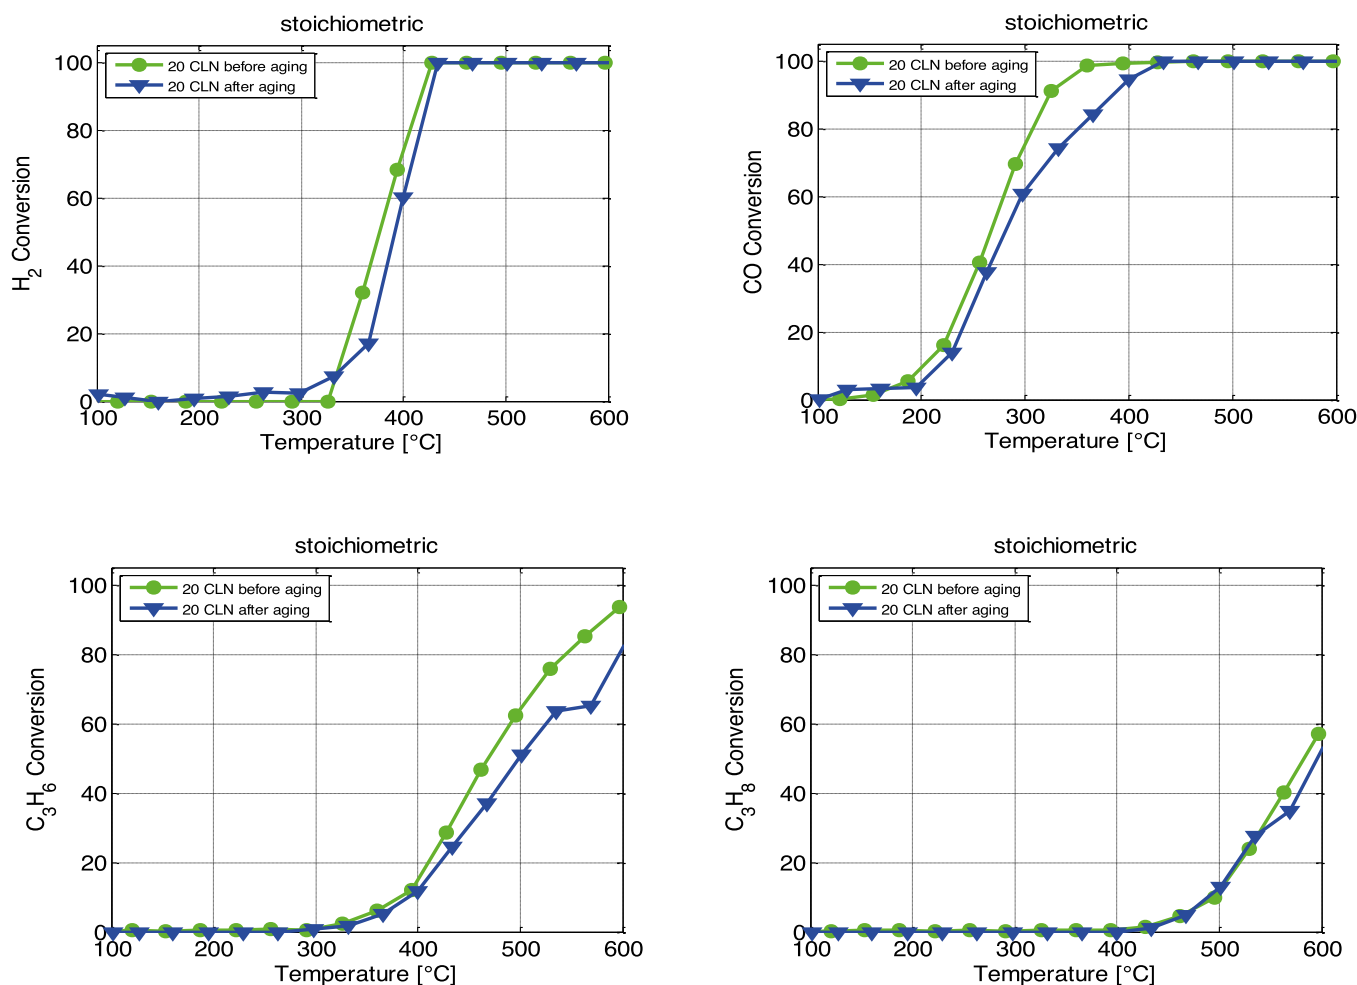 stoichiometric
100
80
60
40
20
0
H2 Conversion
20 CLN before aging
20 CLN after aging
100 200 300 400 500 600
Temperature [°C]
stoichiometric
100
80
60
40
20
0
CO Conversion
20 CLN before aging
20 CLN after aging
100 200 300 400 500 600
Temperature [°C]
stoichiometric
100
80
60
40
20
0
C3H6 Conversion
20 CLN before aging
20 CLN after aging
100 200 300 400 500 600
Temperature [°C]
stoichiometric
100
80
60
40
20
0
C3H8 Conversion
20 CLN before aging
20 CLN after aging
100 200 300 400 500 600
Temperature [°C]